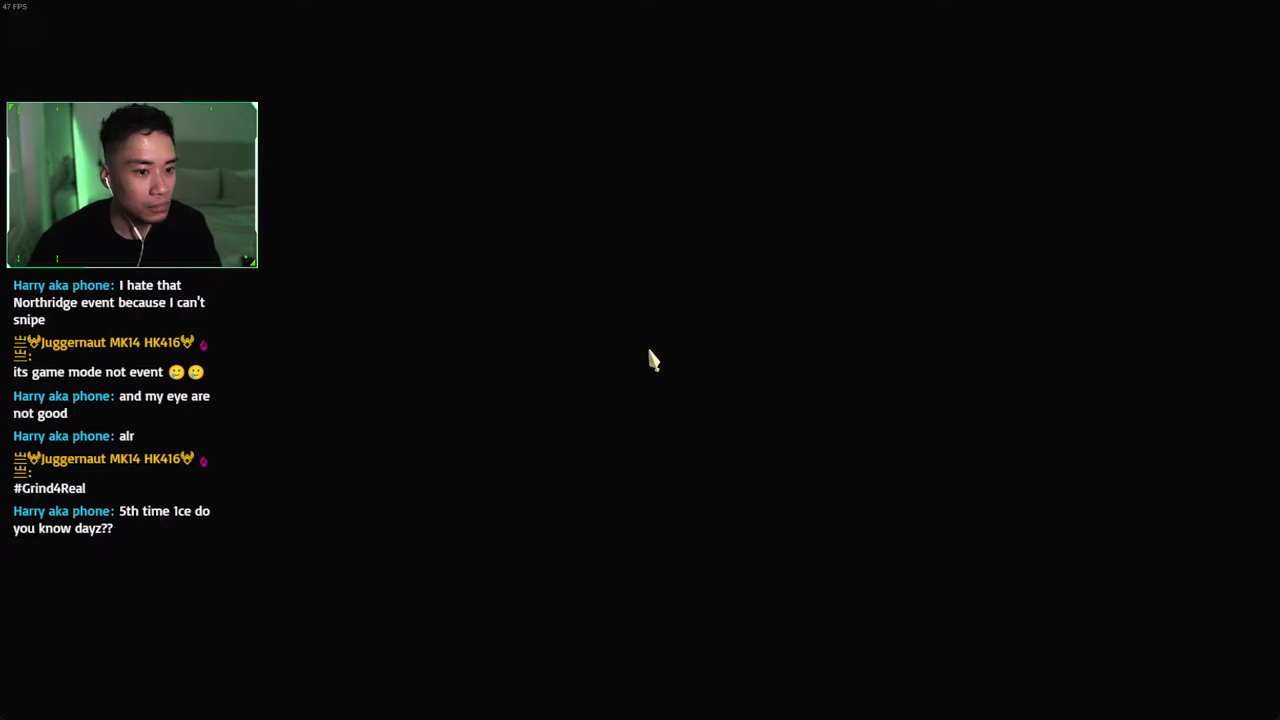 47 FPS
Harry aka phone: I hate that
Northridge event because I can't
snipe
Juggernaut MK14 HK416
:
its game mode not event 🥲🥲
Harry aka phone: and my eye are
not good
Harry aka phone: alr
Juggernaut MK14 HK416
:
#Grind4Real
Harry aka phone: 5th time 1ce do
you know dayz??